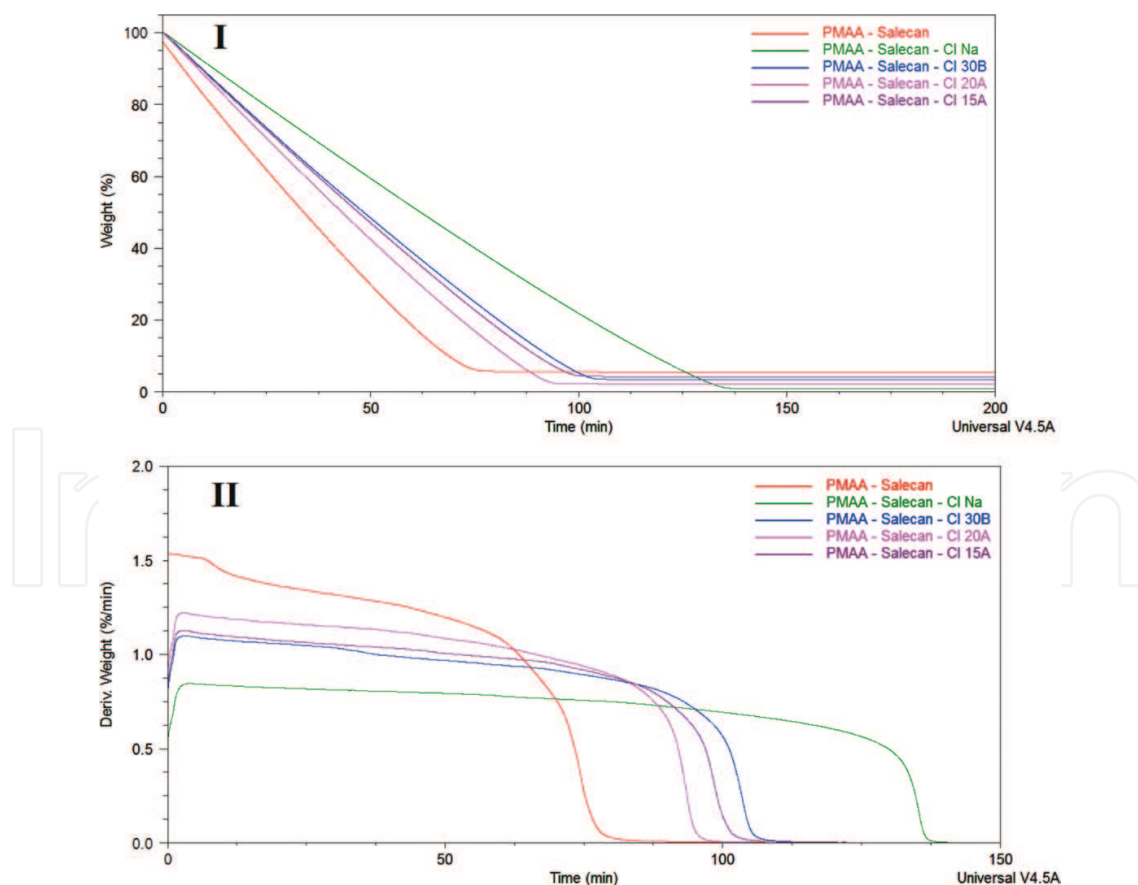 I
PMAA - Salecan
PMAA - Salecan - Cl Na
PMAA - Salecan - Cl 30B
PMAA - Salecan - Cl 20A
PMAA - Salecan - Cl 15A
100
80
60
40
20
0
Weight (%)
0 50 100 150 200
Time (min)
Universal V4.5A
II
PMAA - Salecan
PMAA - Salecan - Cl Na
PMAA - Salecan - Cl 30B
PMAA - Salecan - Cl 20A
PMAA - Salecan - Cl 15A
2.0
1.5
1.0
0.5
0.0
Deriv. Weight (%/min)
0 50 100 150
Time (min)
Universal V4.5A